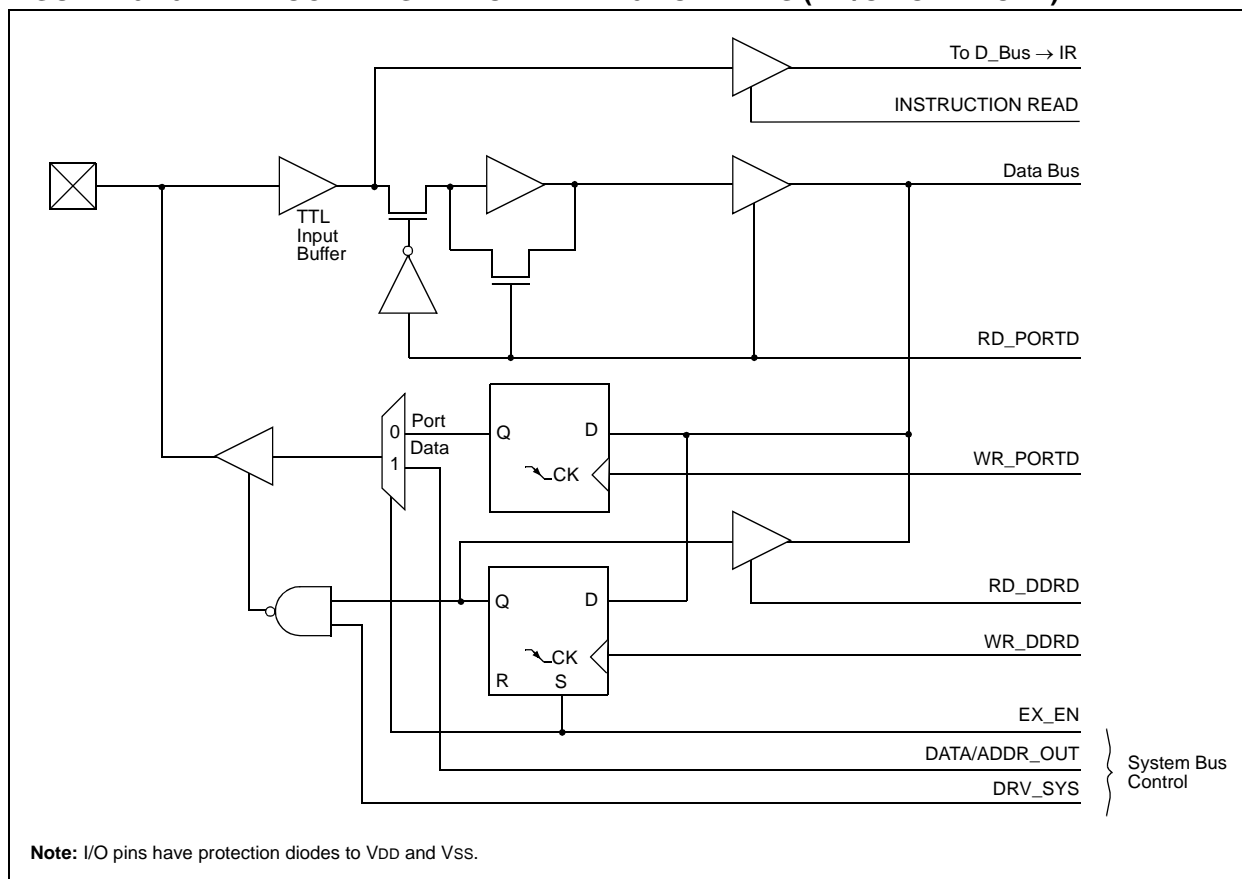 To D_Bus → IR
INSTRUCTION READ
Data Bus
TTL
Input
Buffer
RD_PORTD
Port
0
Data
1
Q
D
CK
WR_PORTD
RD_DDRD
Q
D
CK
WR_DDRD
R
S
EX_EN
DATA/ADDR_OUT
DRV_SYS
System Bus
Control
Note: I/O pins have protection diodes to VDD and VSS.